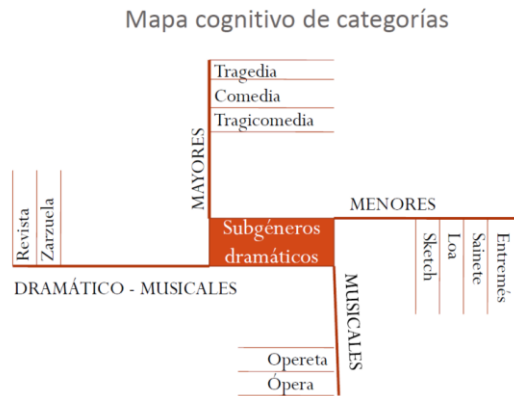 Mapa cognitivo de categorías
Tragedia
Comedia
Tragicomedia
MAYORES
Revista
Zarzuela
MENORES
Subgéneros
dramáticos
Sketch
Loa
Sainete
Entremés
DRAMÁTICO - MUSICALES
MUSICALES
Opereta
Ópera